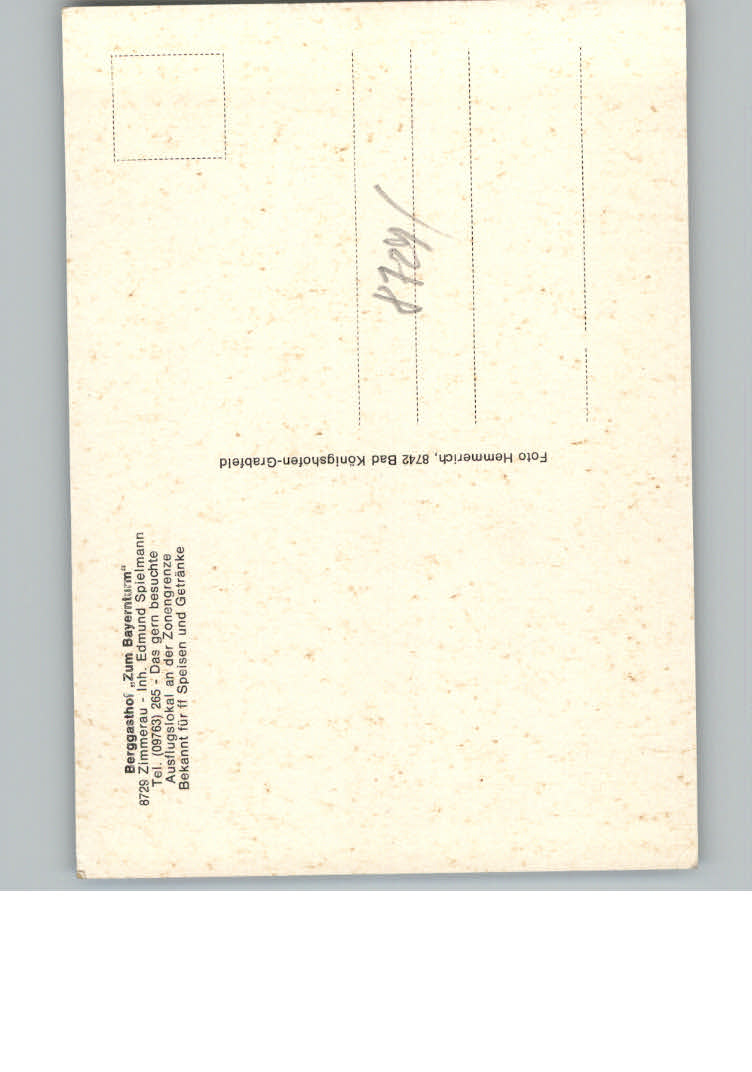 Berggasthof „Zum Bayernturm“
8729 Zimmerau - Inh. Edmund Spielmann
Tel. (09763) 265 - Das gern besuchte
Ausflugslokal an der Zonengrenze
Bekannt für ff Speisen und Getränke
Foto Hemmerich, 8742 Bad Königshofen-Grabfeld